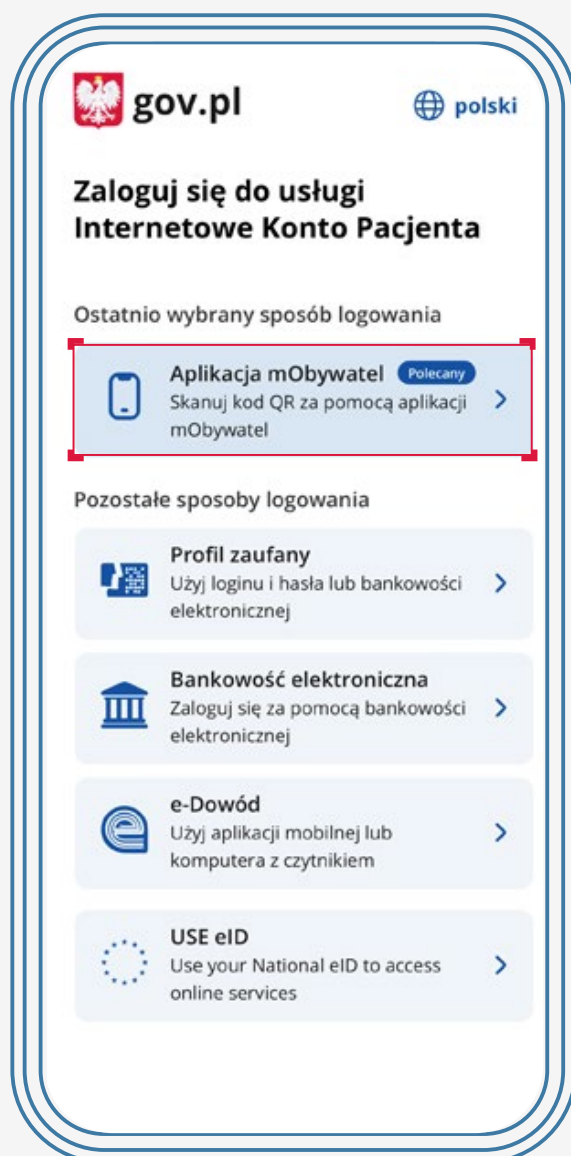 gov.pl
polski
Zaloguj się do usługi
Internetowe Konto Pacjenta
Ostatnio wybrany sposób logowania
Aplikacja mObywatel Polecany
Skanuj kod QR za pomocą aplikacji
mObywatel
Pozostałe sposoby logowania
Profil zaufany
Użyj loginu i hasła lub bankowości
elektronicznej
Bankowość elektroniczna
Zaloguj się za pomocą bankowości
elektronicznej
e-Dowód
Użyj aplikacji mobilnej lub
komputera z czytnikiem
USE eID
Use your National eID to access
online services